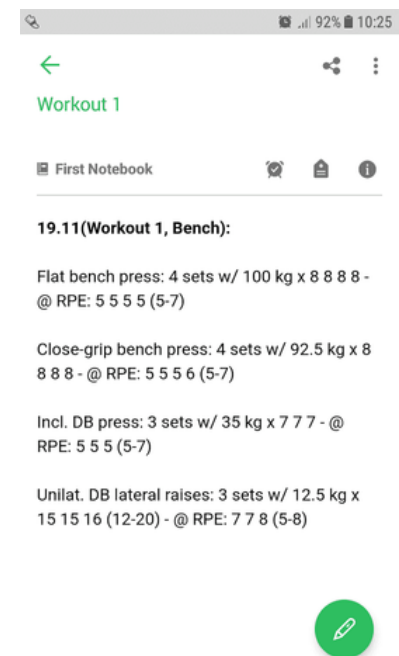 92% 10:25
Workout 1
First Notebook
19.11(Workout 1, Bench):
Flat bench press: 4 sets w/ 100 kg x 8 8 8 8 -
@ RPE: 5 5 5 5 (5-7)
Close-grip bench press: 4 sets w/ 92.5 kg x 8
8 8 8 - @ RPE: 5 5 5 6 (5-7)
Incl. DB press: 3 sets w/ 35 kg x 7 7 7 - @
RPE: 5 5 5 (5-7)
Unilat. DB lateral raises: 3 sets w/ 12.5 kg x
15 15 16 (12-20) - @ RPE: 7 7 8 (5-8)